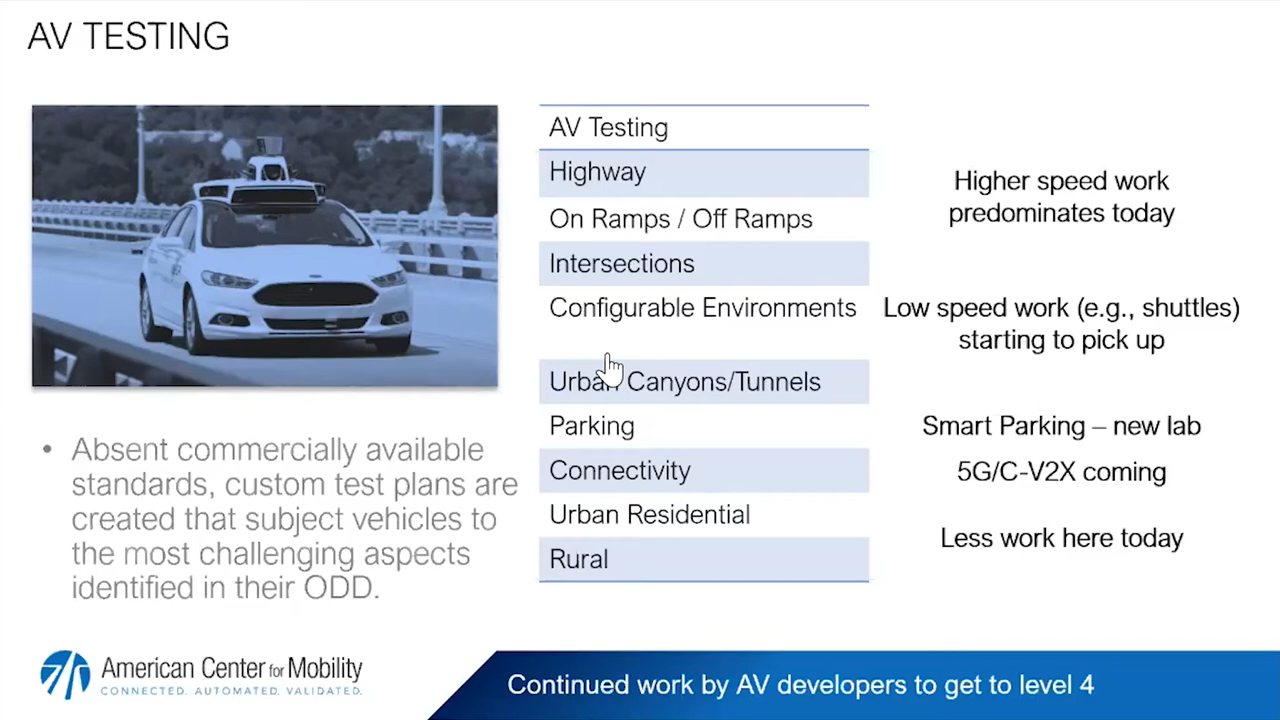 AV TESTING
AV Testing
Highway
On Ramps / Off Ramps
Intersections
Configurable Environments
Urban Canyons/Tunnels
Parking
Connectivity
Urban Residential
Rural
Higher speed work
predominates today
Low speed work (e.g., shuttles)
starting to pick up
Smart Parking – new lab
5G/C-V2X coming
Less work here today
• Absent commercially available
standards, custom test plans are
created that subject vehicles to
the most challenging aspects
identified in their ODD.
American Center for Mobility
CONNECTED. AUTOMATED. VALIDATED.
Continued work by AV developers to get to level 4